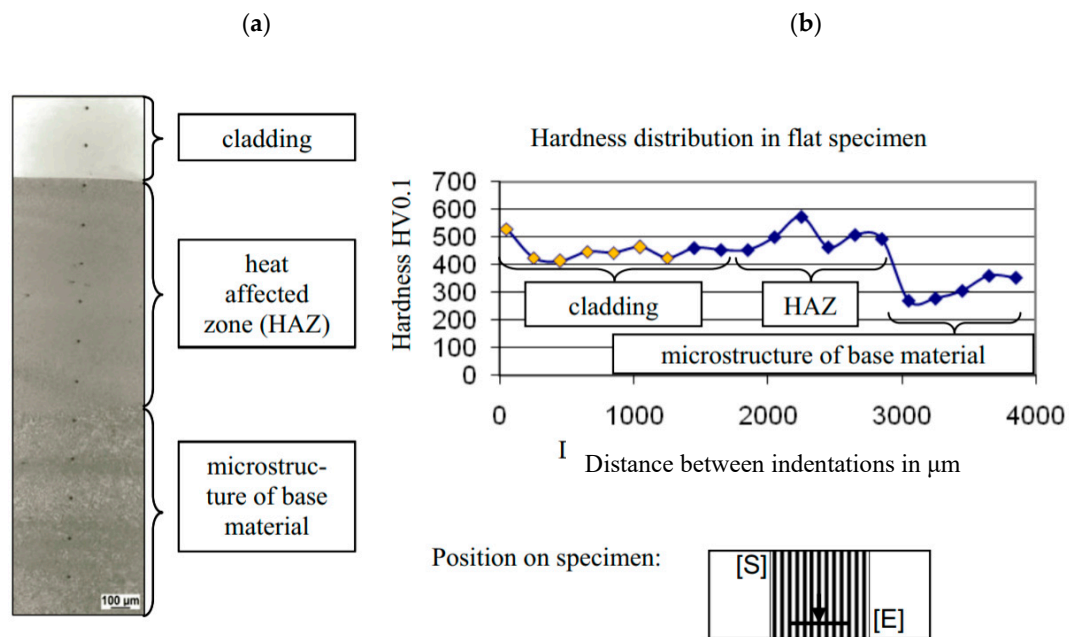 (a)
(b)
cladding
heat
affected
zone (HAZ)
microstruc-
ture of base
material
100 µm
Hardness distribution in flat specimen
Hardness HV0.1
700
600
500
400
300
200
100
0
cladding
HAZ
microstructure of base material
0 1000 2000 3000 4000
I
Distance between indentations in µm
Position on specimen:
[S]
[E]